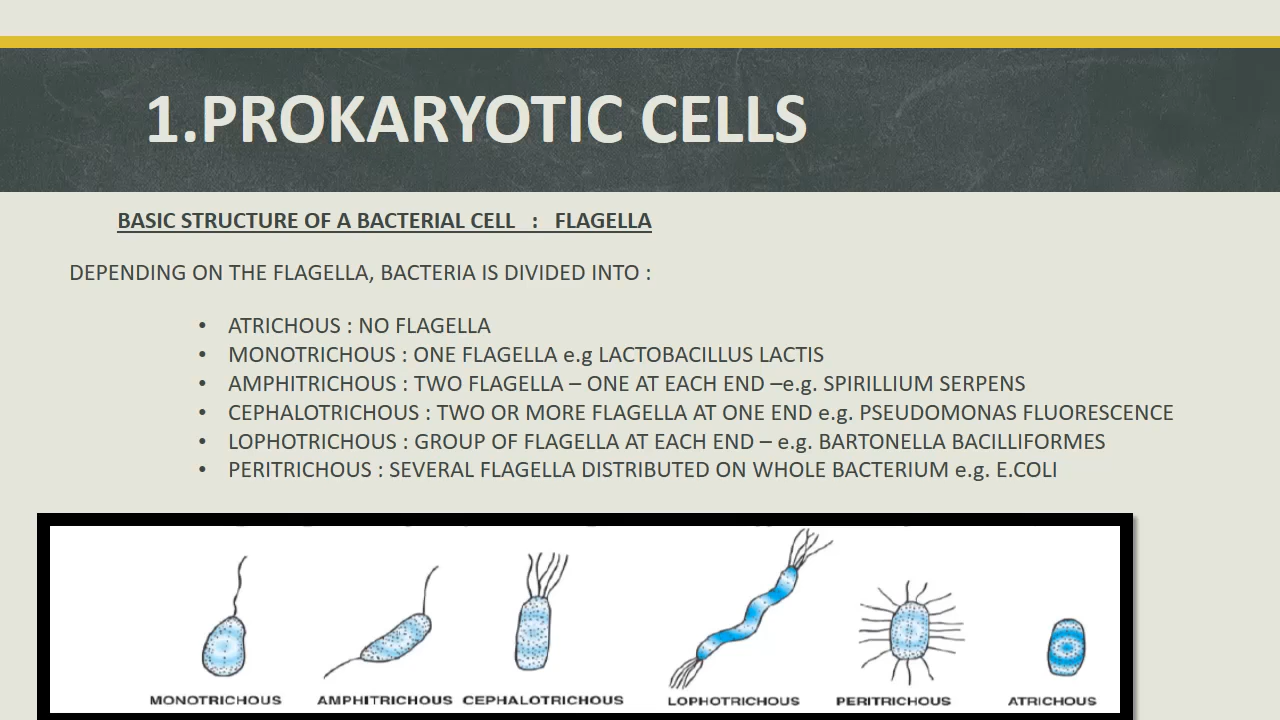 1.PROKARYOTIC CELLS
BASIC STRUCTURE OF A BACTERIAL CELL : FLAGELLA
DEPENDING ON THE FLAGELLA, BACTERIA IS DIVIDED INTO :
• ATRICHOUS : NO FLAGELLA
• MONOTRICHOUS : ONE FLAGELLA e.g LACTOBACILLUS LACTIS
• AMPHITRICHOUS : TWO FLAGELLA – ONE AT EACH END –e.g. SPIRILLIUM SERPENS
• CEPHALOTRICHOUS : TWO OR MORE FLAGELLA AT ONE END e.g. PSEUDOMONAS FLUORESCENCE
• LOPHOTRICHOUS : GROUP OF FLAGELLA AT EACH END – e.g. BARTONELLA BACILLIFORMES
• PERITRICHOUS : SEVERAL FLAGELLA DISTRIBUTED ON WHOLE BACTERIUM e.g. E.COLI
MONOTRICHOUS AMPHITRICHOUS CEPHALOTRICHOUS LOPHOTRICHOUS PERITRICHOUS ATRICHOUS